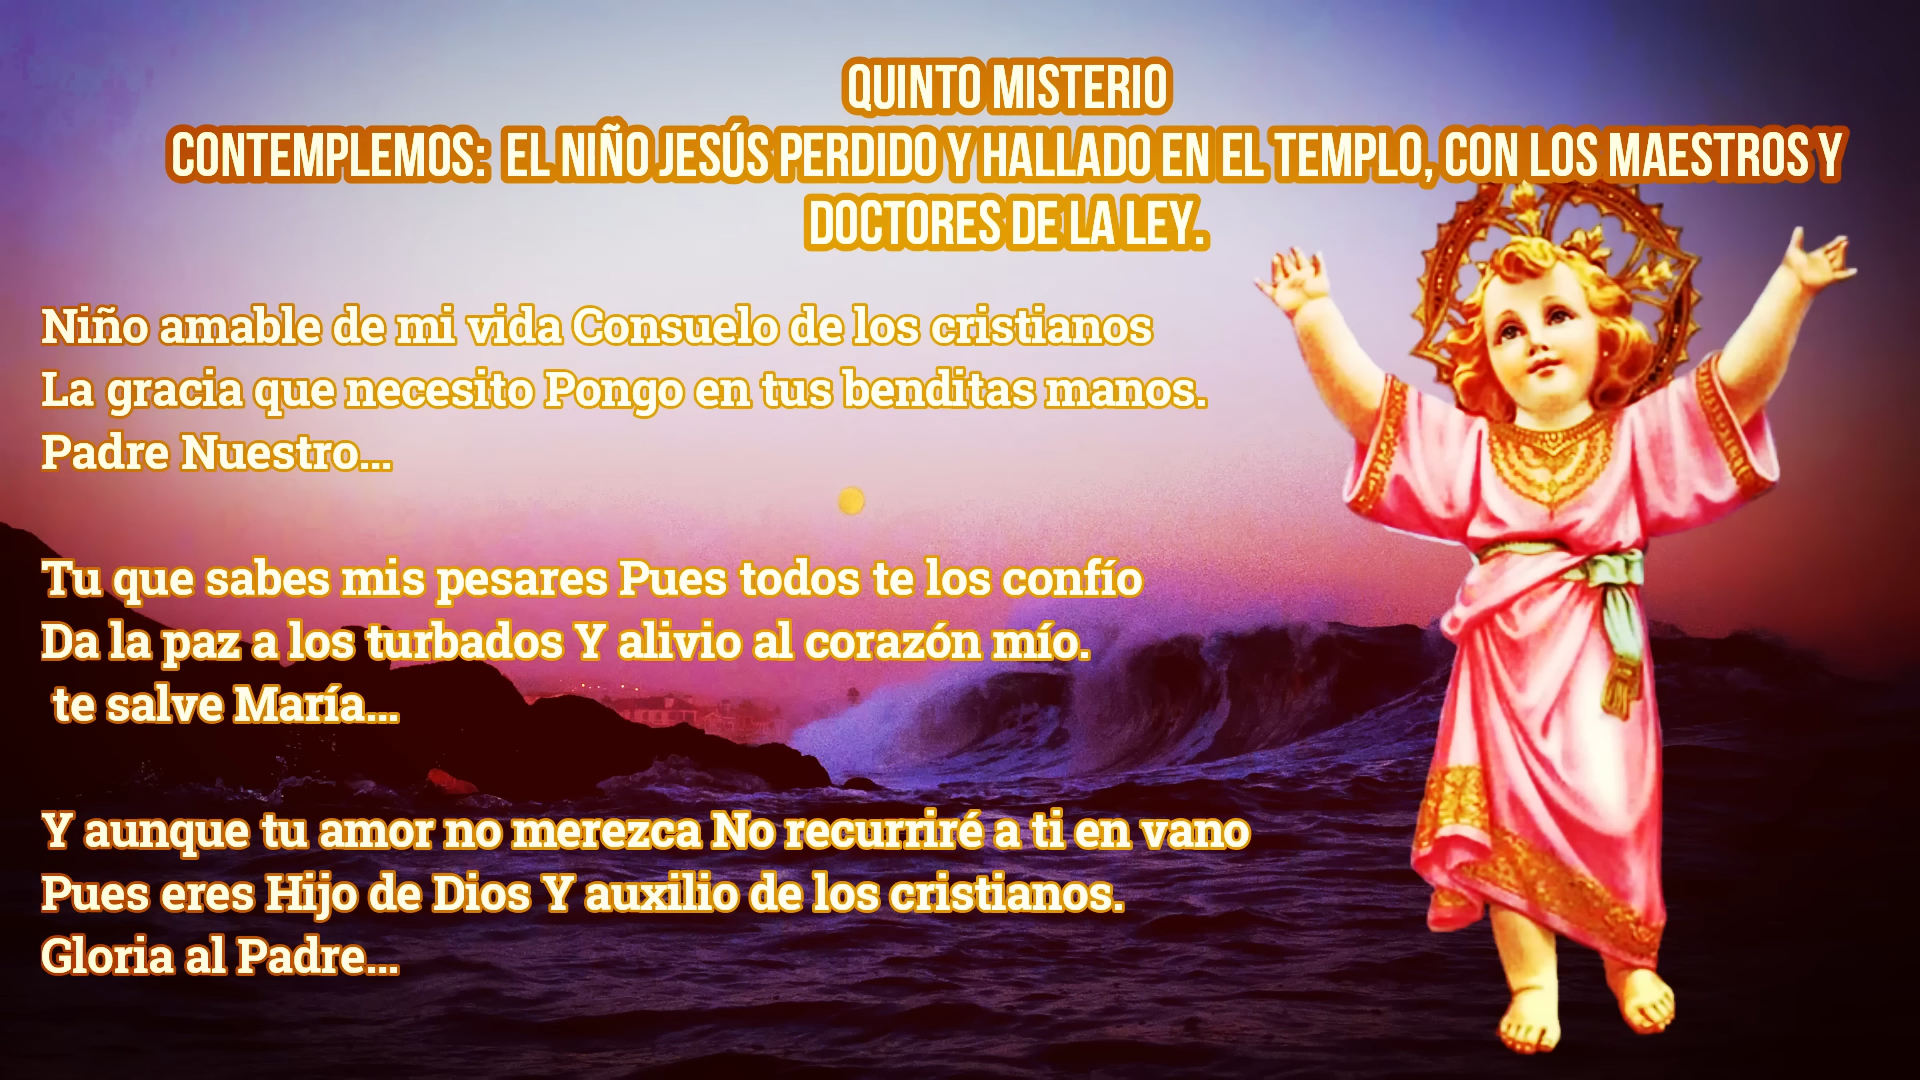 QUINTO MISTERIO
CONTEMPLEMOS: EL NIÑO JESÚS PERDIDO Y HALLADO EN EL TEMPLO, CON LOS MAESTROS Y
DOCTORES DE LA LEY.
Niño amable de mi vida Consuelo de los cristianos
La gracia que necesito Pongo en tus benditas manos.
Padre Nuestro...
Tu que sabes mis pesares Pues todos te los confío
Da la paz a los turbados Y alivio al corazón mío.
te salve María...
Y aunque tu amor no merezca No recurriré a ti en vano
Pues eres Hijo de Dios Y auxilio de los cristianos.
Gloria al Padre...